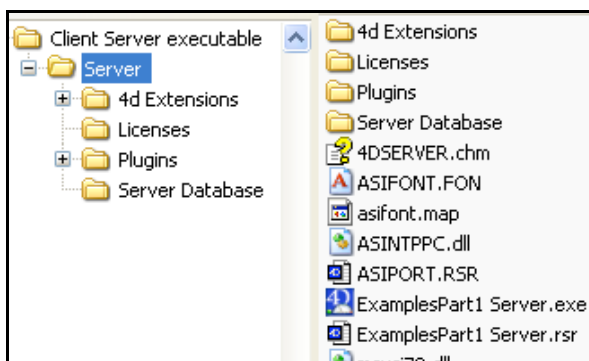 Client Server executable
Server
4d Extensions
Licenses
Plugins
Server Database
4d Extensions
Licenses
Plugins
Server Database
4DSERVER.chm
ASIFONT.FON
asifont.map
ASINTPPC.dll
ASIPORT.RSR
ExamplesPart1 Server.exe
ExamplesPart1 Server.rsr